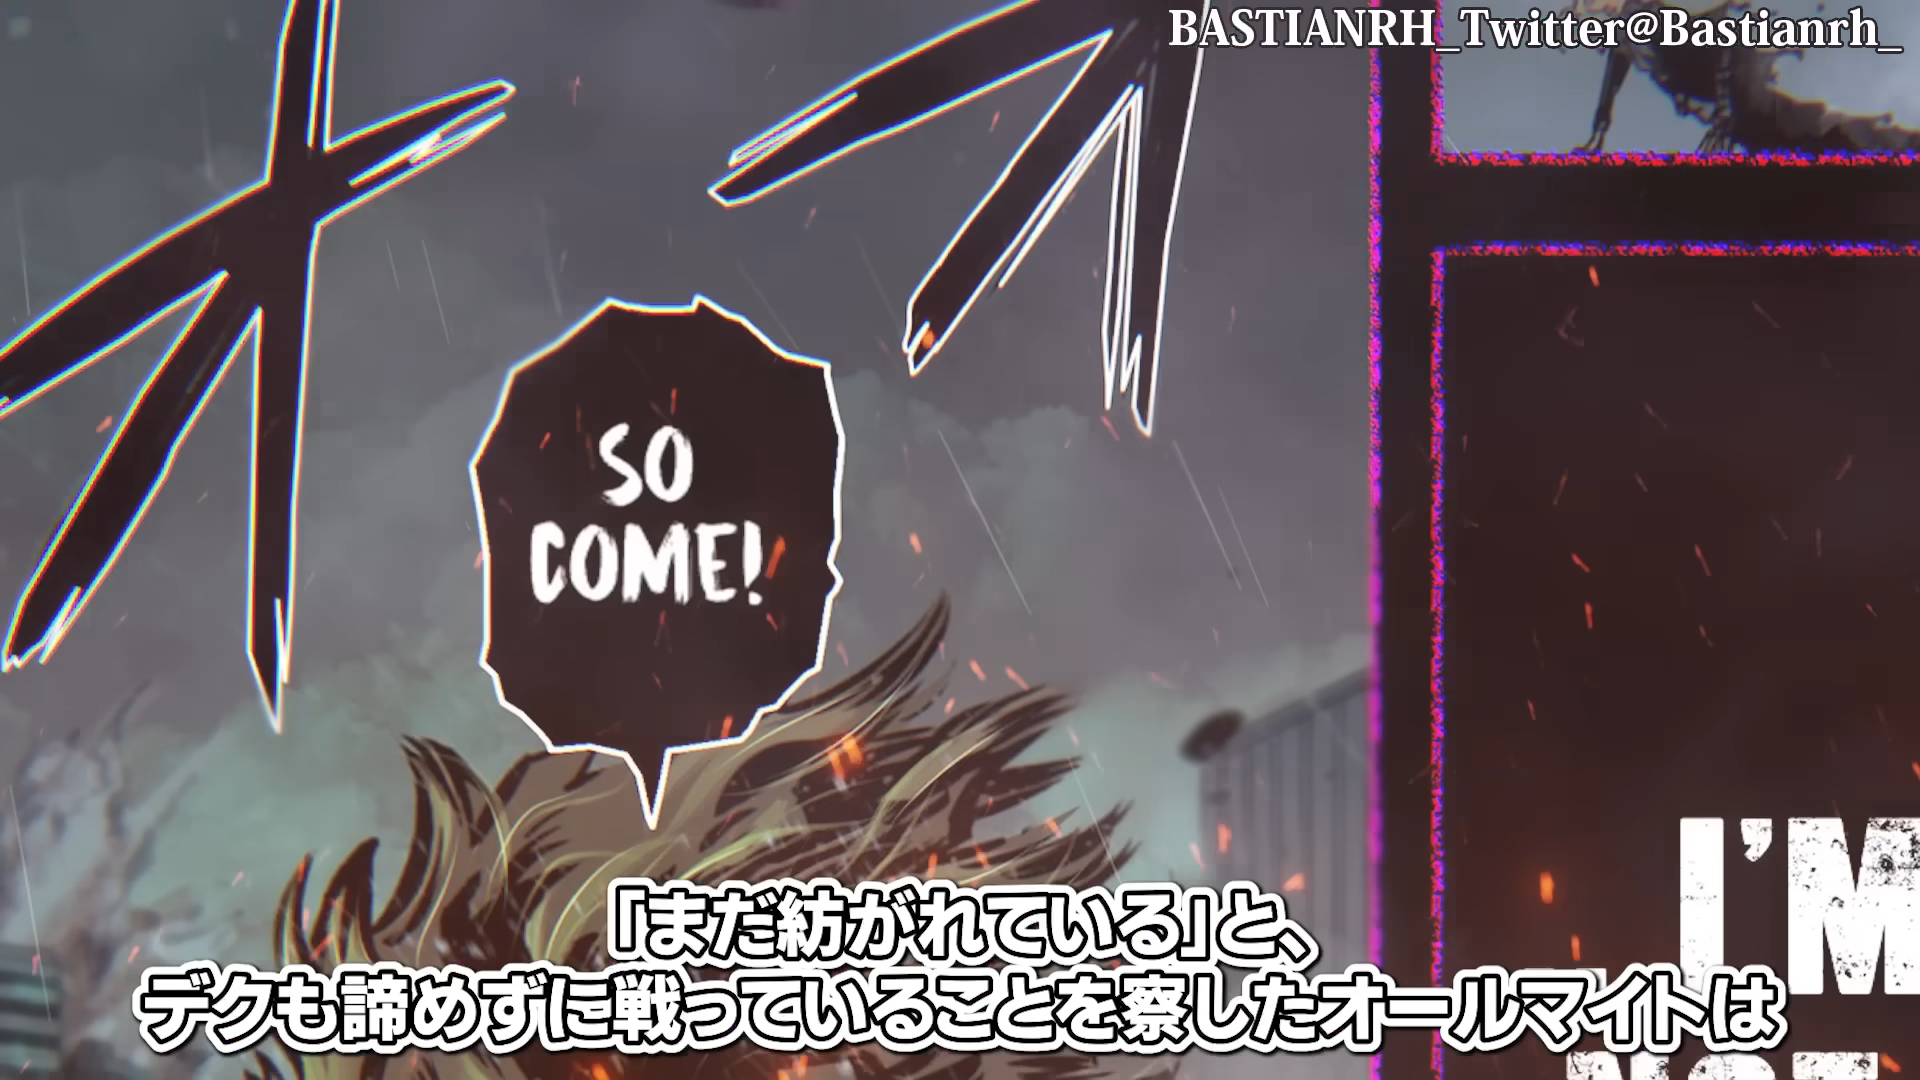 BASTIANRH_Twitter@Bastianrh_
SO
COME!
I'M
NOT
「まだ紡がれている」と、
デクも諦めずに戦っていることを察したオールマイトは